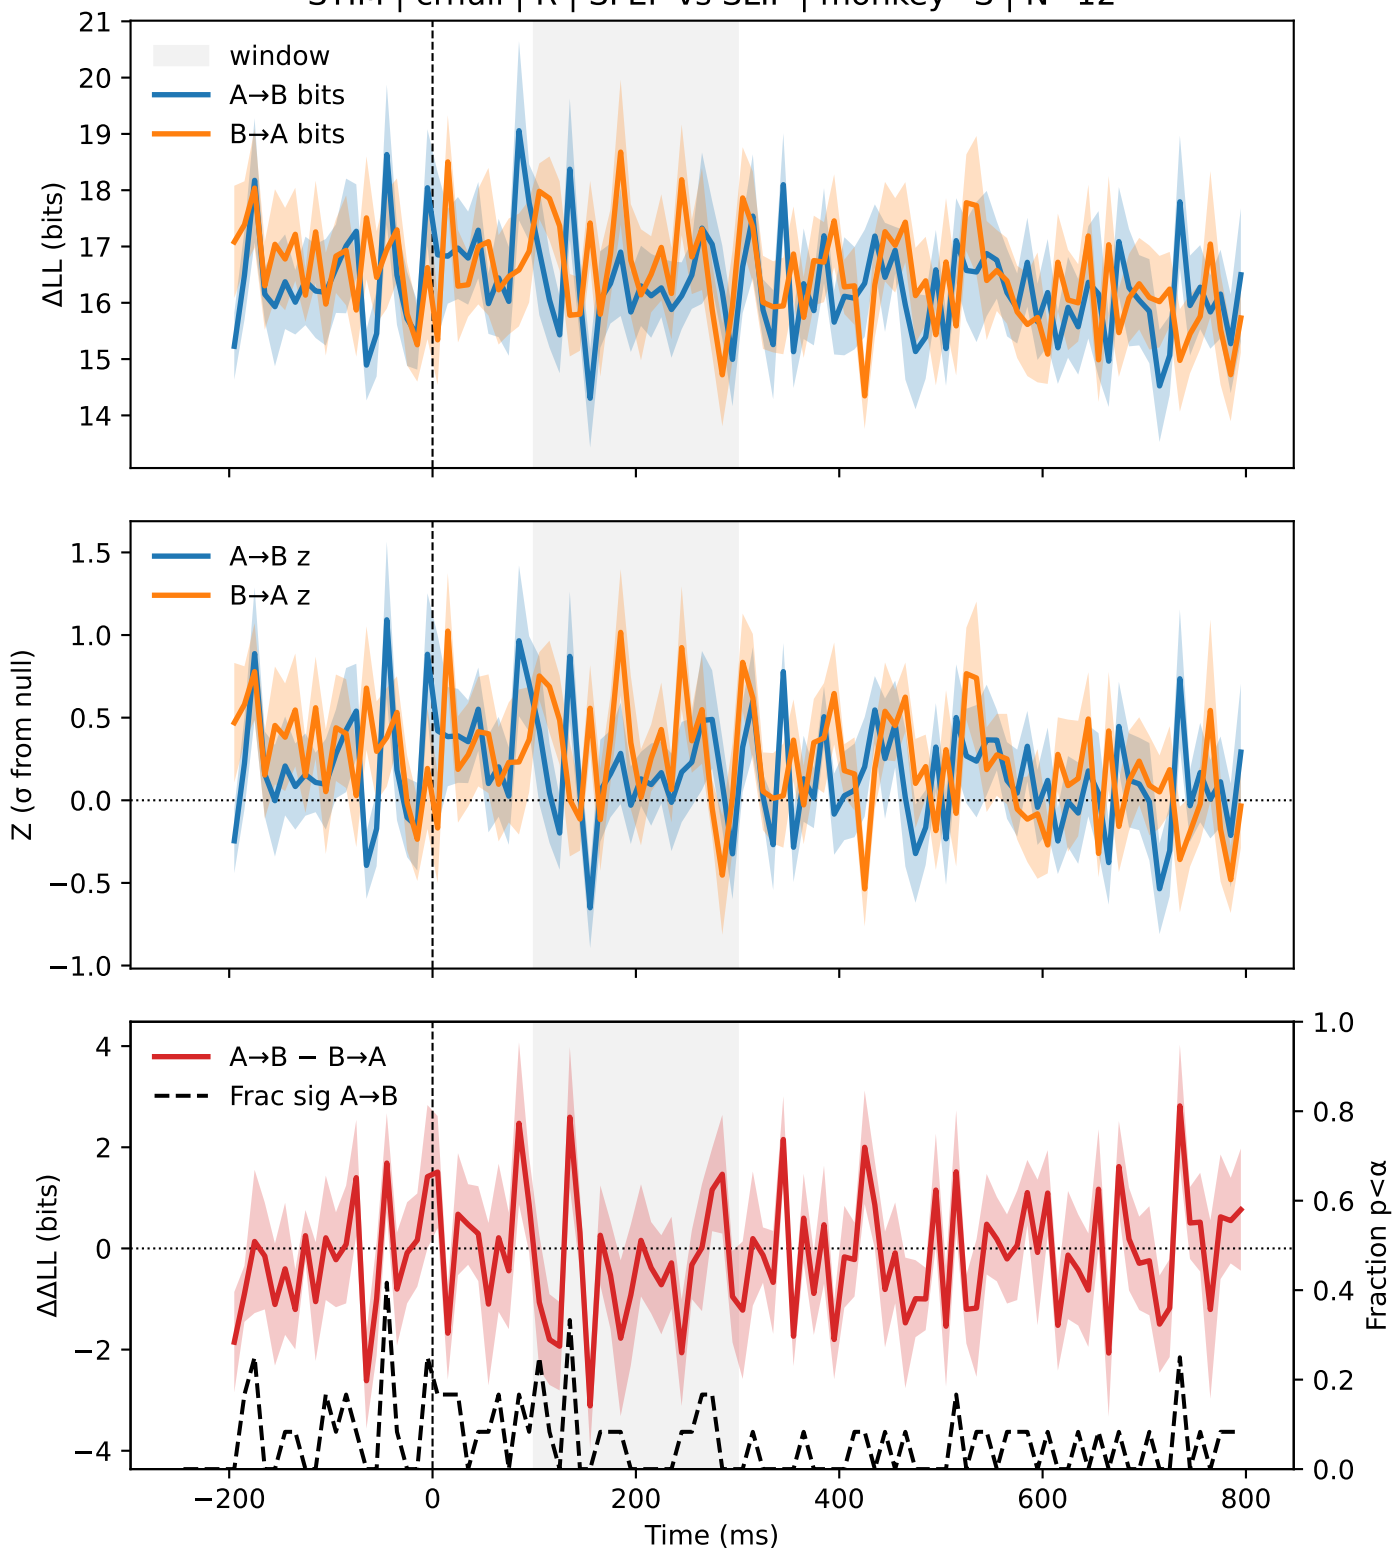 window
A→B bits
B→A bits
21
20
19
18
17
16
15
14
ΔLL (bits)
A→B z
B→A z
1.5
1.0
0.5
0.0
−0.5
−1.0
Z (σ from null)
A→B − B→A
Frac sig A→B
4
2
0
−2
−4
ΔΔLL (bits)
1.0
0.8
0.6
0.4
0.2
0.0
Fraction p<α
−200 0 200 400 600 800
Time (ms)